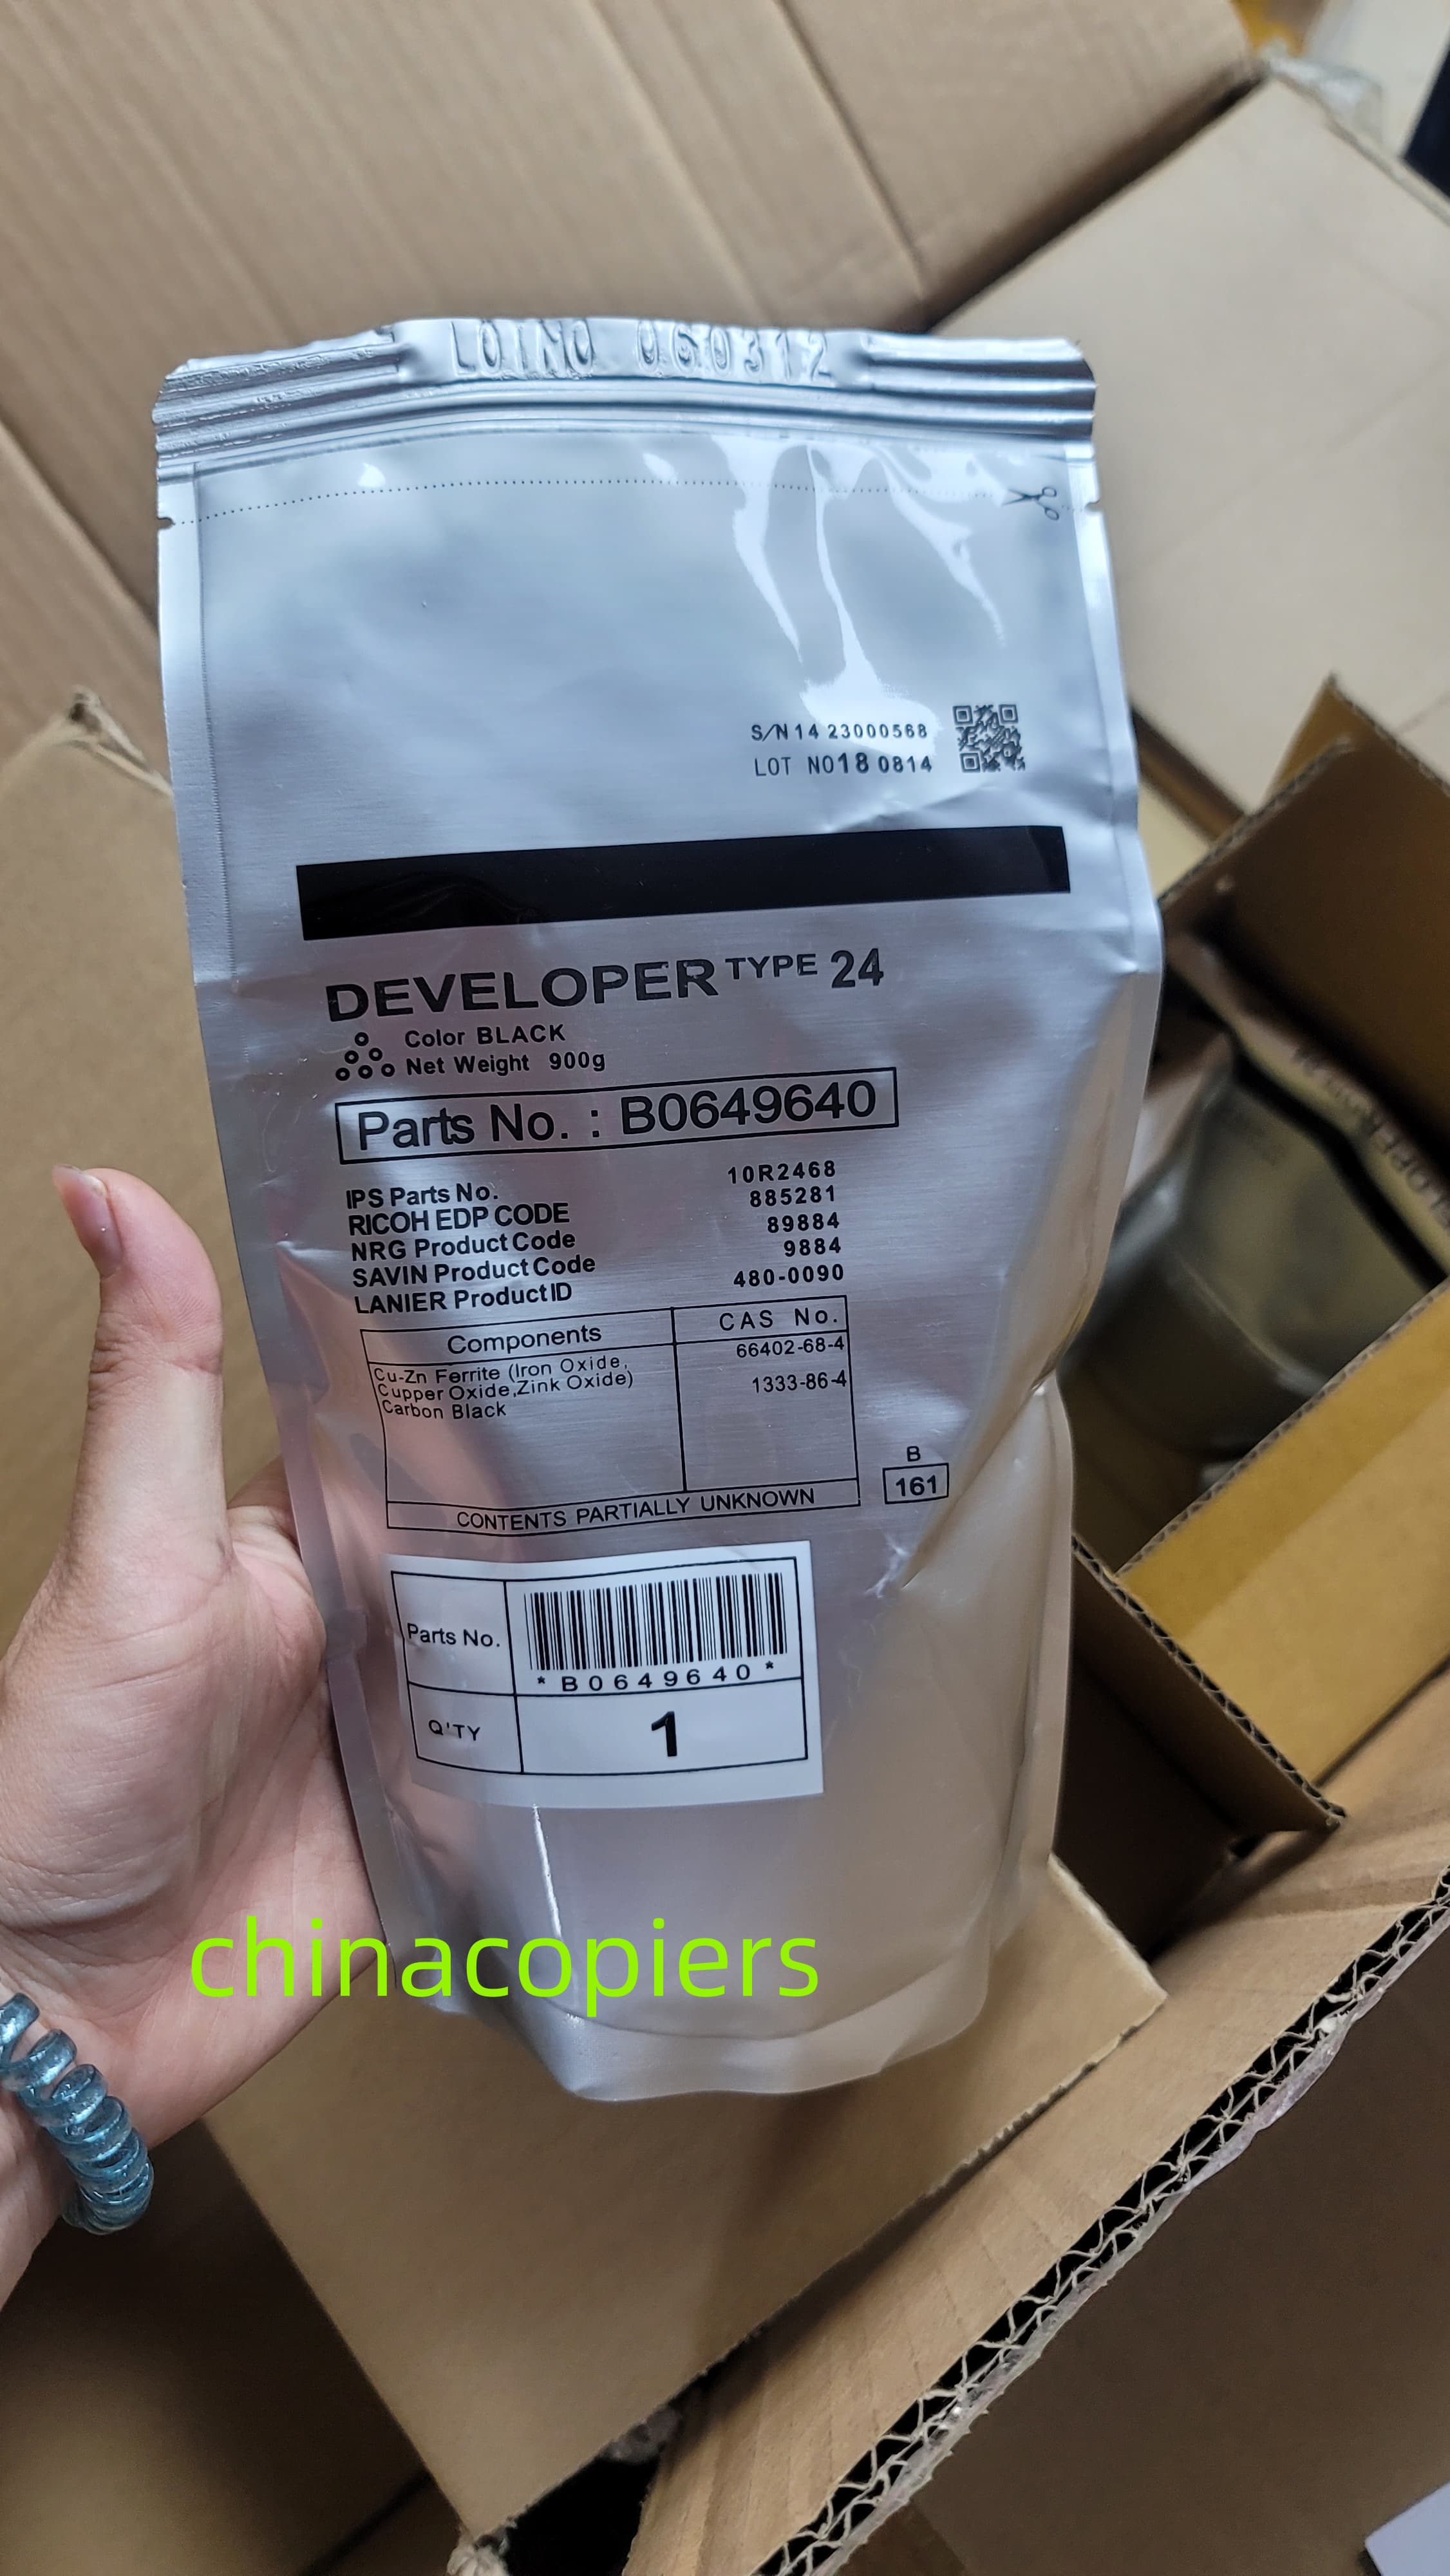 LOTNO 060312
S/N 14 23000568
LOT NO 18 0814
DEVELOPER TYPE 24
Color BLACK
Net Weight 900g
Parts No. : B0649640
IPS Parts No. 10R2468
RICOH EDP CODE 885281
NRG Product Code 89884
SAVIN Product Code 9884
LANIER Product ID 480-0090
Components CAS No.
Cu-Zn Ferrite (Iron Oxide, 66402-68-4
Cupper Oxide,Zink Oxide)
Carbon Black 1333-86-4
CONTENTS PARTIALLY UNKNOWN
B
161
Parts No.
*B0649640*
Q'TY 1
chinacopiers